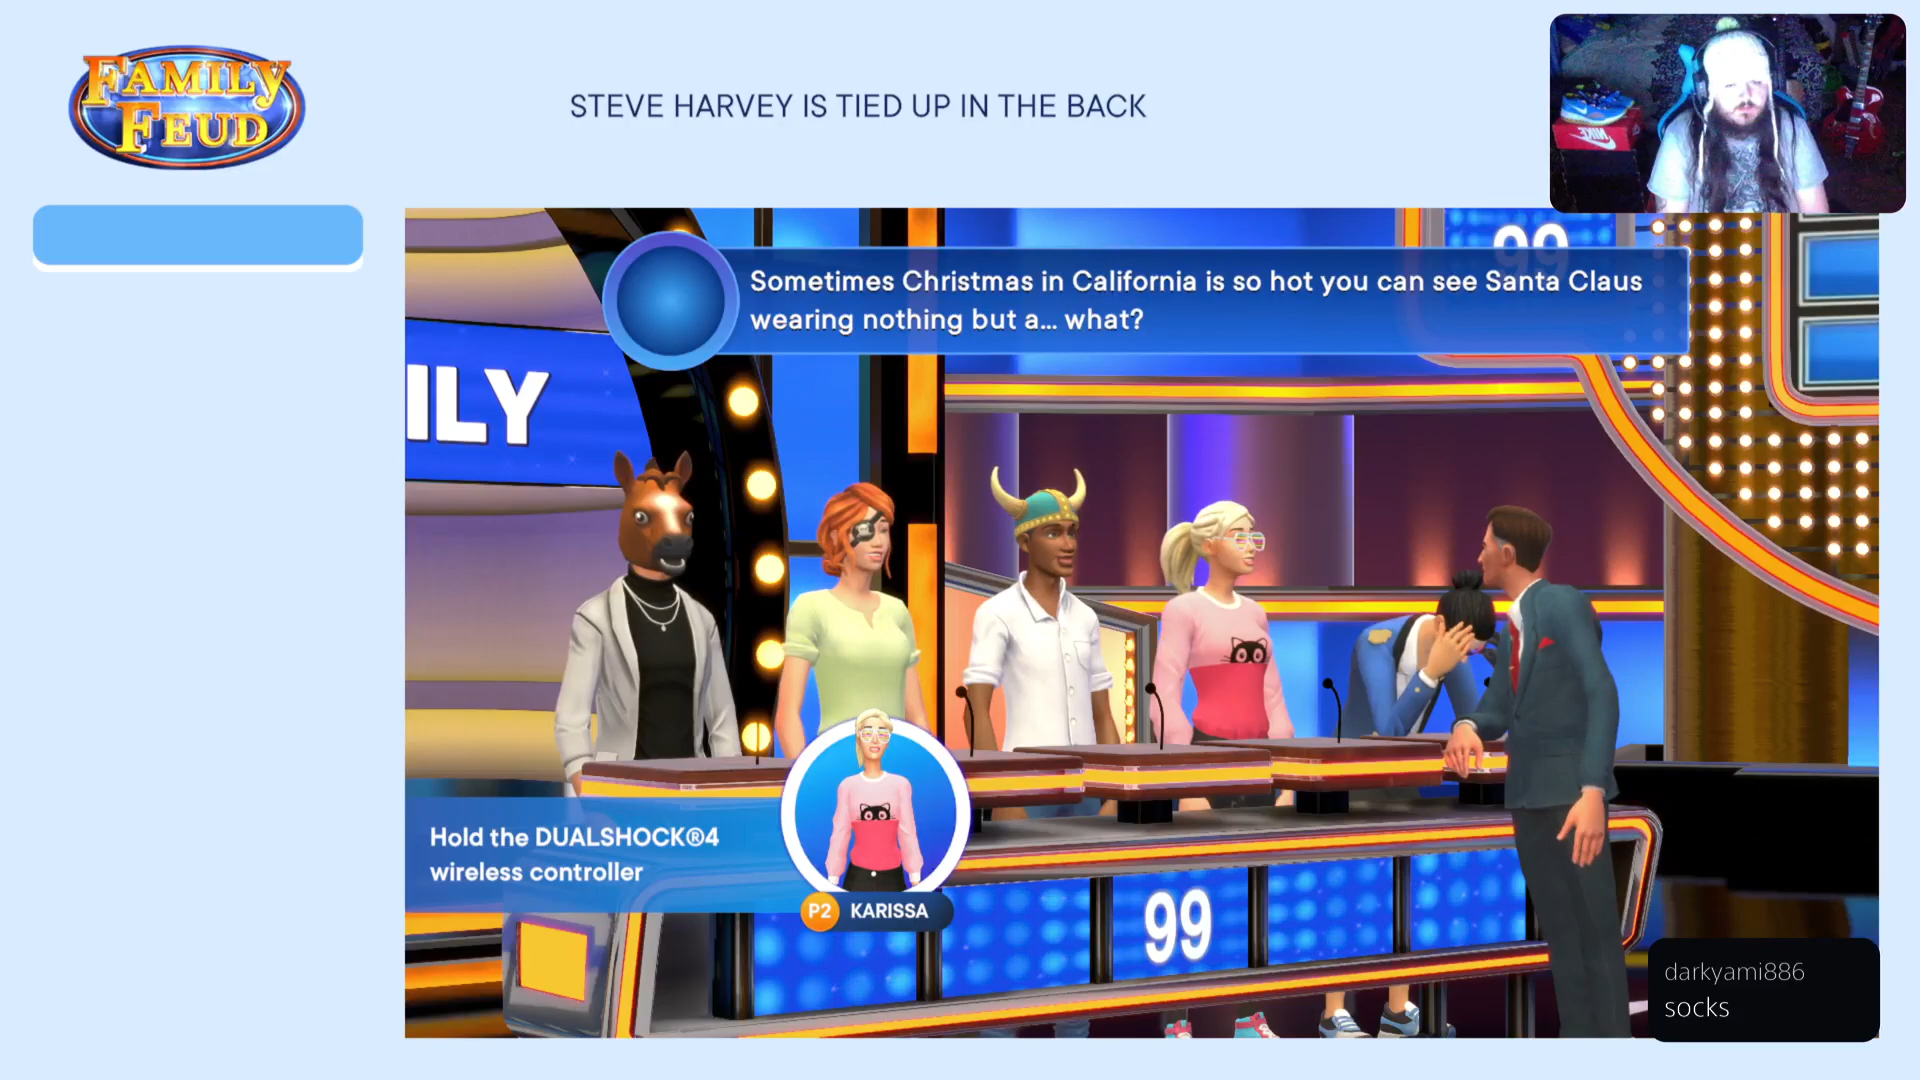 FAMILY
FEUD
STEVE HARVEY IS TIED UP IN THE BACK
NIKE
99
Sometimes Christmas in California is so hot you can see Santa Claus
wearing nothing but a... what?
ILY
Hold the DUALSHOCK®4
wireless controller
P2 KARISSA
99
darkyami886
socks